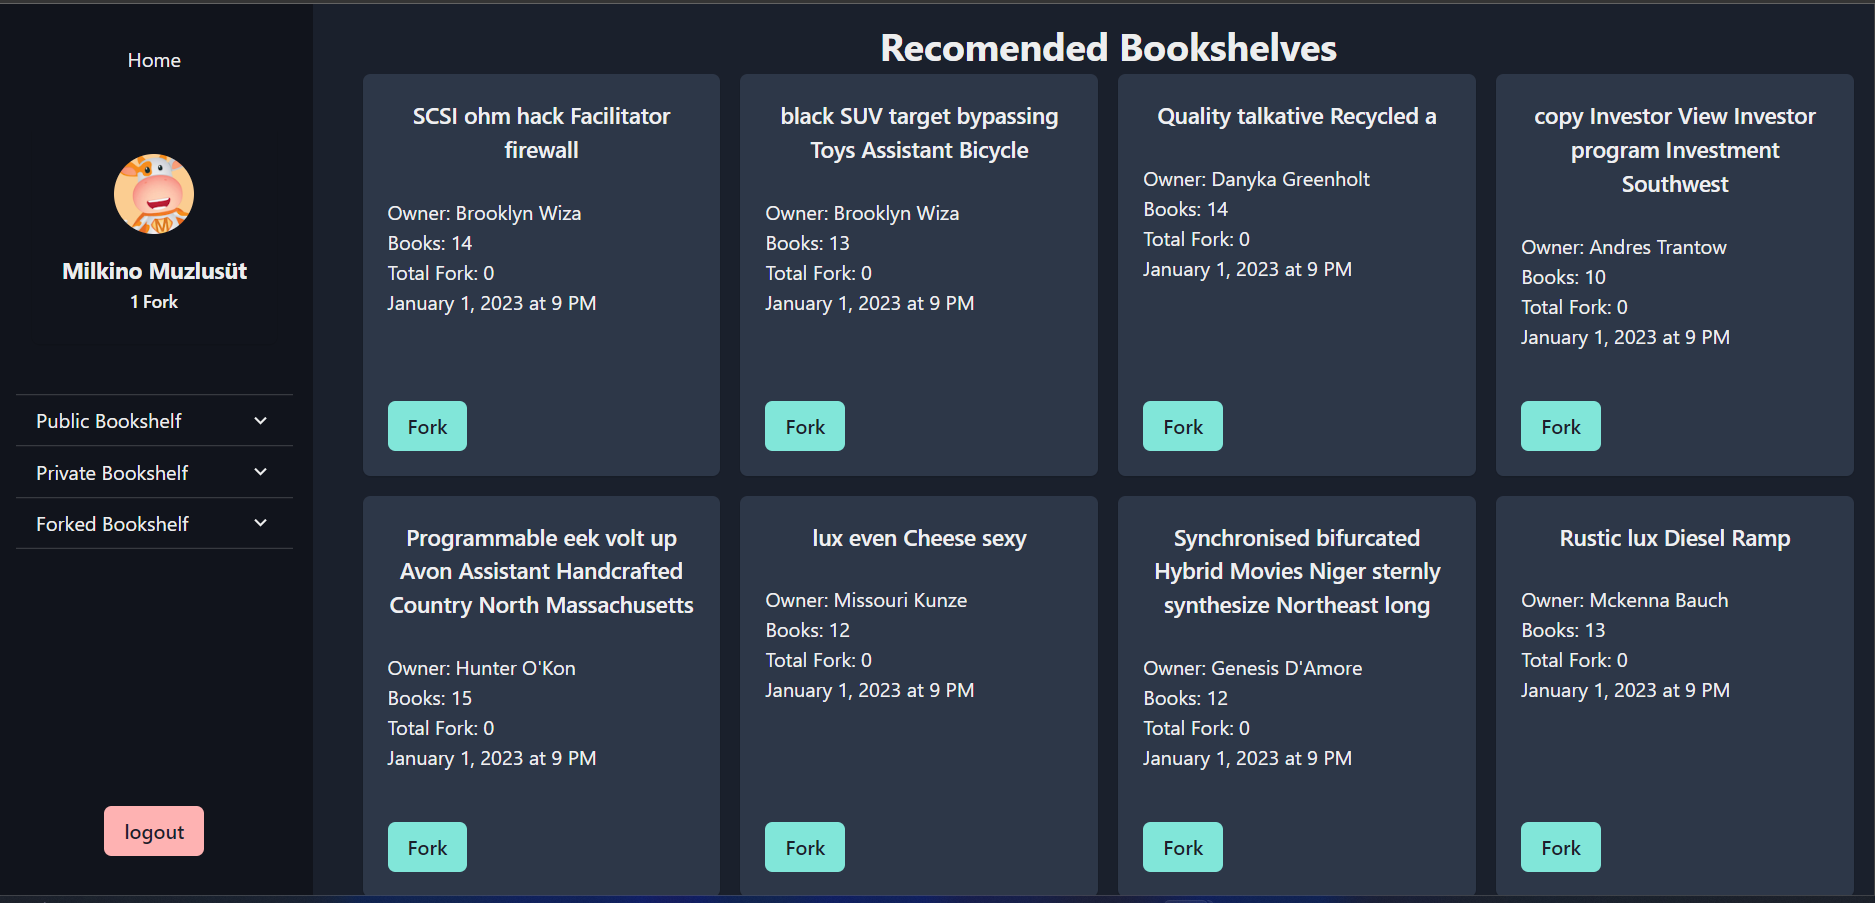 Home
Milkino Muzlusüt
1 Fork
Public Bookshelf
Private Bookshelf
Forked Bookshelf
logout
Recomended Bookshelves
SCSI ohm hack Facilitator
firewall
Owner: Brooklyn Wiza
Books: 14
Total Fork: 0
January 1, 2023 at 9 PM
Fork
black SUV target bypassing
Toys Assistant Bicycle
Owner: Brooklyn Wiza
Books: 13
Total Fork: 0
January 1, 2023 at 9 PM
Fork
Quality talkative Recycled a
Owner: Danyka Greenholt
Books: 14
Total Fork: 0
January 1, 2023 at 9 PM
Fork
copy Investor View Investor
program Investment
Southwest
Owner: Andres Trantow
Books: 10
Total Fork: 0
January 1, 2023 at 9 PM
Fork
Programmable eek volt up
Avon Assistant Handcrafted
Country North Massachusetts
Owner: Hunter O'Kon
Books: 15
Total Fork: 0
January 1, 2023 at 9 PM
Fork
lux even Cheese sexy
Owner: Missouri Kunze
Books: 12
Total Fork: 0
January 1, 2023 at 9 PM
Fork
Synchronised bifurcated
Hybrid Movies Niger sternly
synthesize Northeast long
Owner: Genesis D'Amore
Books: 12
Total Fork: 0
January 1, 2023 at 9 PM
Fork
Rustic lux Diesel Ramp
Owner: Mckenna Bauch
Books: 13
Total Fork: 0
January 1, 2023 at 9 PM
Fork